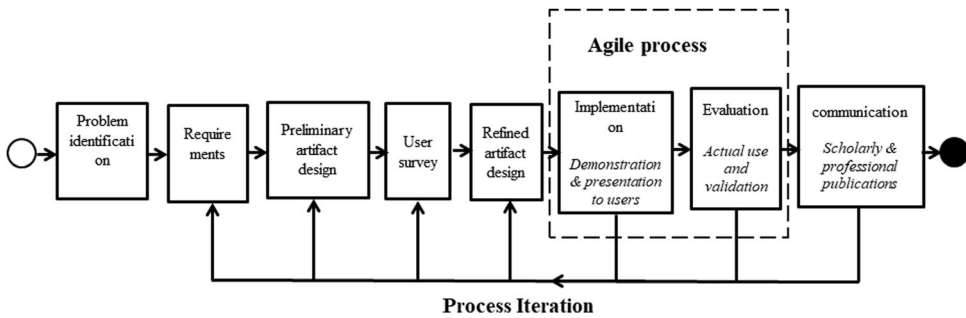 Agile process
Problem
identificati
on
Require
ments
Preliminary
artifact
design
User
survey
Refined
artifact
design
Implementati
on
Demonstration
& presentation
to users
Evaluation
Actual use
and
validation
communication
Scholarly &
professional
publications
Process Iteration